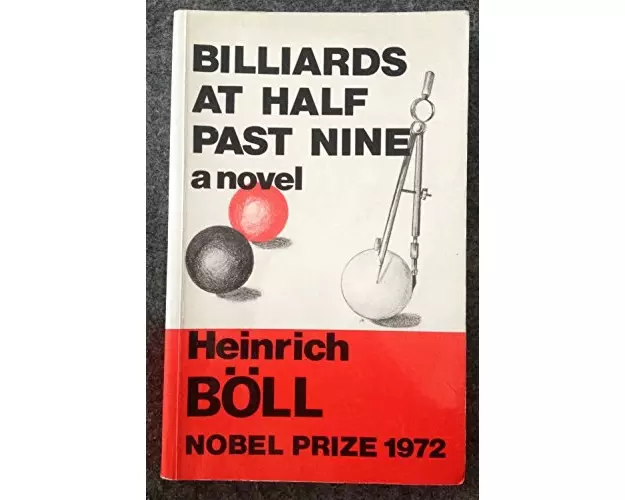 BILLIARDS
AT HALF
PAST NINE
a novel
Heinrich
BÖLL
NOBEL PRIZE 1972